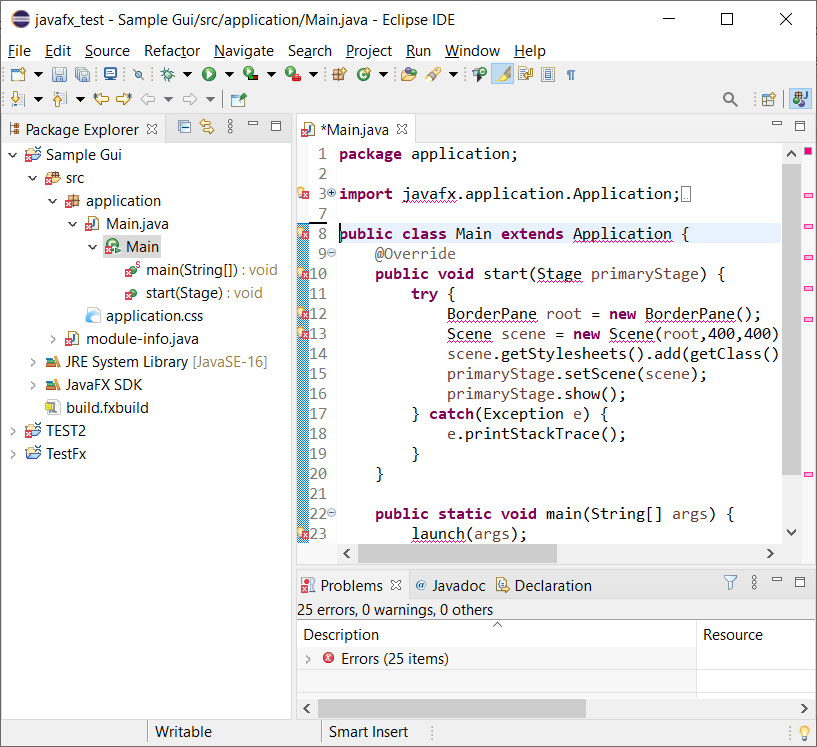 javafx_test - Sample Gui/src/application/Main.java - Eclipse IDE
File Edit Source Refactor Navigate Search Project Run Window Help
Package Explorer
Sample Gui
src
application
Main.java
Main
main(String[]) : void
start(Stage) : void
application.css
module-info.java
JRE System Library [JavaSE-16]
JavaFX SDK
build.fxbuild
TEST2
TestFx
*Main.java
1 package application;
2
3 import javafx.application.Application;
7
8 public class Main extends Application {
9 @Override
10 public void start(Stage primaryStage) {
11 try {
12 BorderPane root = new BorderPane();
13 Scene scene = new Scene(root,400,400)
14 scene.getStylesheets().add(getClass()
15 primaryStage.setScene(scene);
16 primaryStage.show();
17 } catch(Exception e) {
18 e.printStackTrace();
19 }
20 }
21
22 public static void main(String[] args) {
23 launch(args);
Problems @ Javadoc Declaration
25 errors, 0 warnings, 0 others
Description Resource
Errors (25 items)
Writable Smart Insert